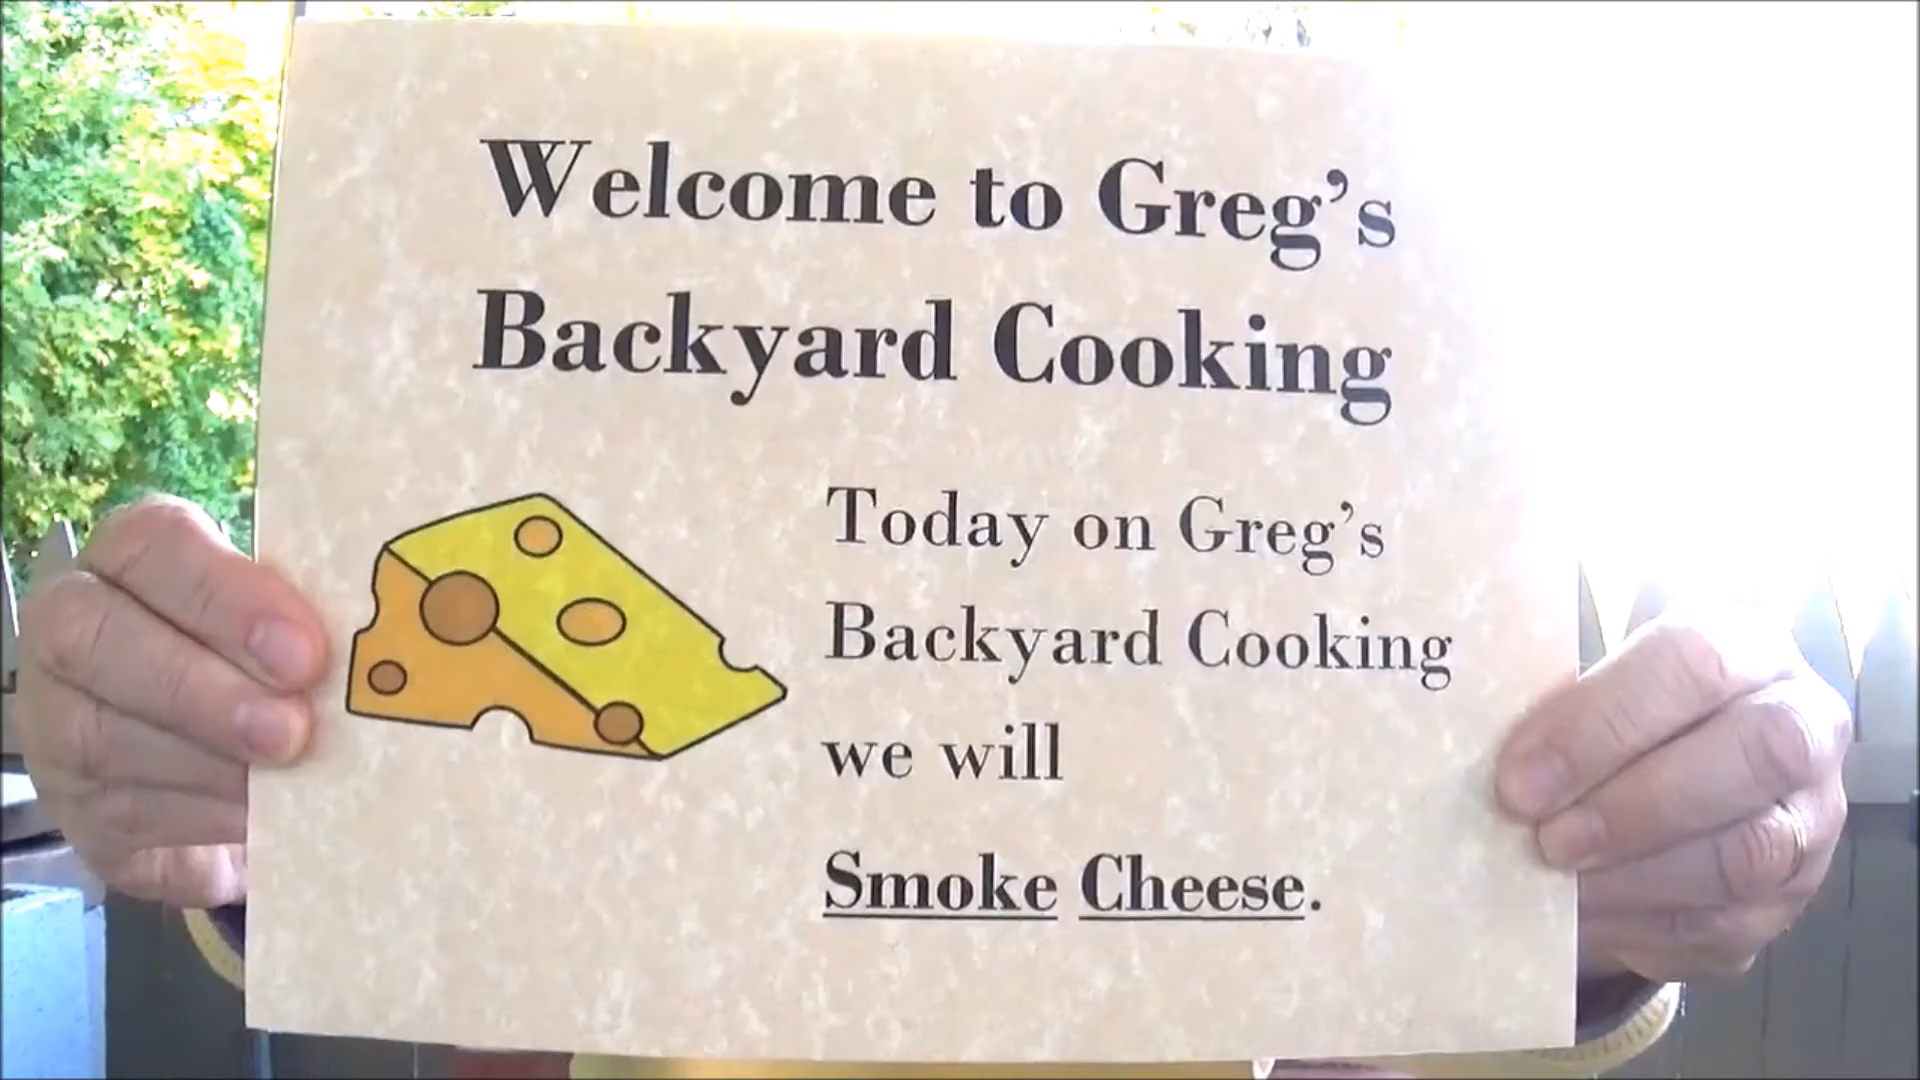 Welcome to Greg’s
Backyard Cooking
Today on Greg’s
Backyard Cooking
we will
Smoke Cheese.